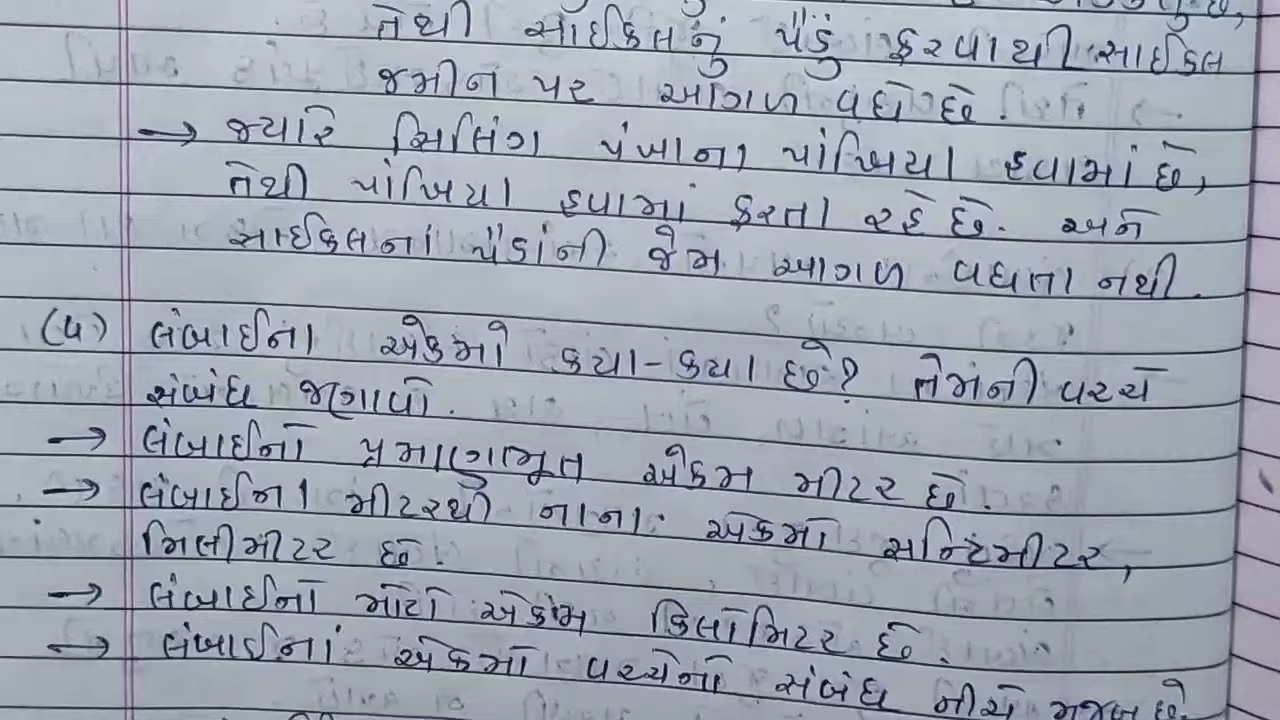 તેથી સાઈકલનું પૈંડું ફરવાથી સાઈકલ
જમીન પર આગળ વધે છે.
→ જ્યારે સિલિંગ પંખાના પાંખિયા હવામાં છે,
તેથી પાંખિયા હવામાં ફરતા રહે છે. અને
સાઈકલનાં પૈંડાંની જેમ આગળ વધતા નથી.
(૫) લંબાઈના એકમો કયા-કયા છે? તેમની વચ્ચે
સંબંધ જણાવો.
→ લંબાઈનો પ્રમાણભૂત એકમ મીટર છે.
→ લંબાઈના મીટરથી નાના એકમો સેન્ટિમીટર,
મિલીમીટર છે.
→ લંબાઈનો મોટો એકમ કિલોમિટર છે.
→ લંબાઈનાં એકમો વચ્ચેનો સંબંધ નીચે મુજબ છે